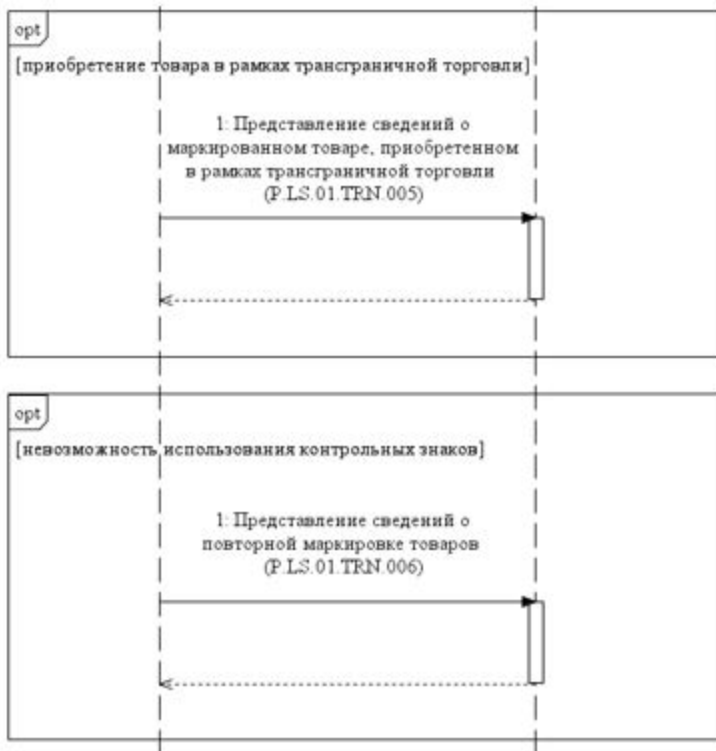 opt
[приобретение товара в рамках трансграничной торговли]
1: Представление сведений о
маркированном товаре, приобретенном
в рамках трансграничной торговли
(P.LS.01.TRN.005)
opt
[невозможность использования контрольных знаков]
1: Представление сведений о
повторной маркировке товаров
(P.LS.01.TRN.006)